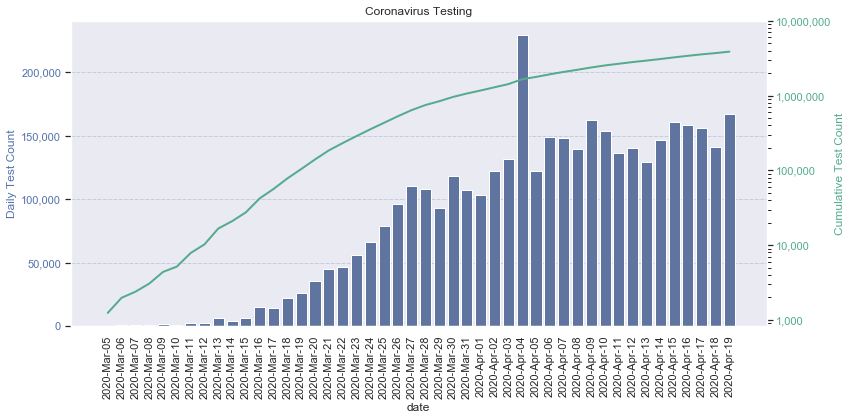 Coronavirus Testing
Daily Test Count
200,000
150,000
100,000
50,000
0
10,000,000
1,000,000
100,000
10,000
1,000
Cumulative Test Count
2020-Mar-05
2020-Mar-06
2020-Mar-07
2020-Mar-08
2020-Mar-09
2020-Mar-10
2020-Mar-11
2020-Mar-12
2020-Mar-13
2020-Mar-14
2020-Mar-15
2020-Mar-16
2020-Mar-17
2020-Mar-18
2020-Mar-19
2020-Mar-20
2020-Mar-21
2020-Mar-22
2020-Mar-23
2020-Mar-24
2020-Mar-25
2020-Mar-26
2020-Mar-27
2020-Mar-28
2020-Mar-29
2020-Mar-30
2020-Mar-31
2020-Apr-01
2020-Apr-02
2020-Apr-03
2020-Apr-04
2020-Apr-05
2020-Apr-06
2020-Apr-07
2020-Apr-08
2020-Apr-09
2020-Apr-10
2020-Apr-11
2020-Apr-12
2020-Apr-13
2020-Apr-14
2020-Apr-15
2020-Apr-16
2020-Apr-17
2020-Apr-18
2020-Apr-19
date